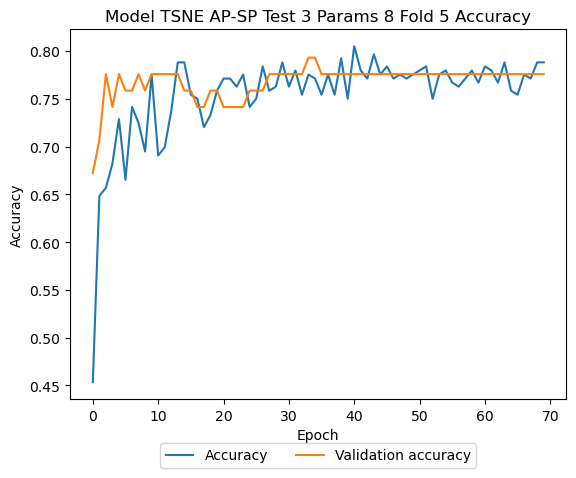 Model TSNE AP-SP Test 3 Params 8 Fold 5 Accuracy
0.80
0.75
0.70
0.65
0.60
0.55
0.50
0.45
Accuracy
0 10 20 30 40 50 60 70
Epoch
Accuracy Validation accuracy